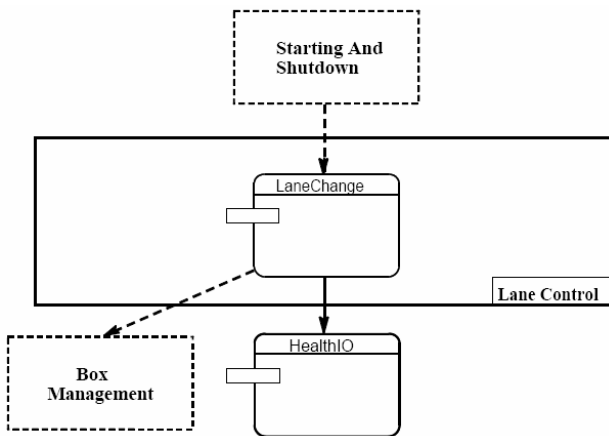 Starting And
Shutdown
LaneChange
Lane Control
HealthIO
Box
Management